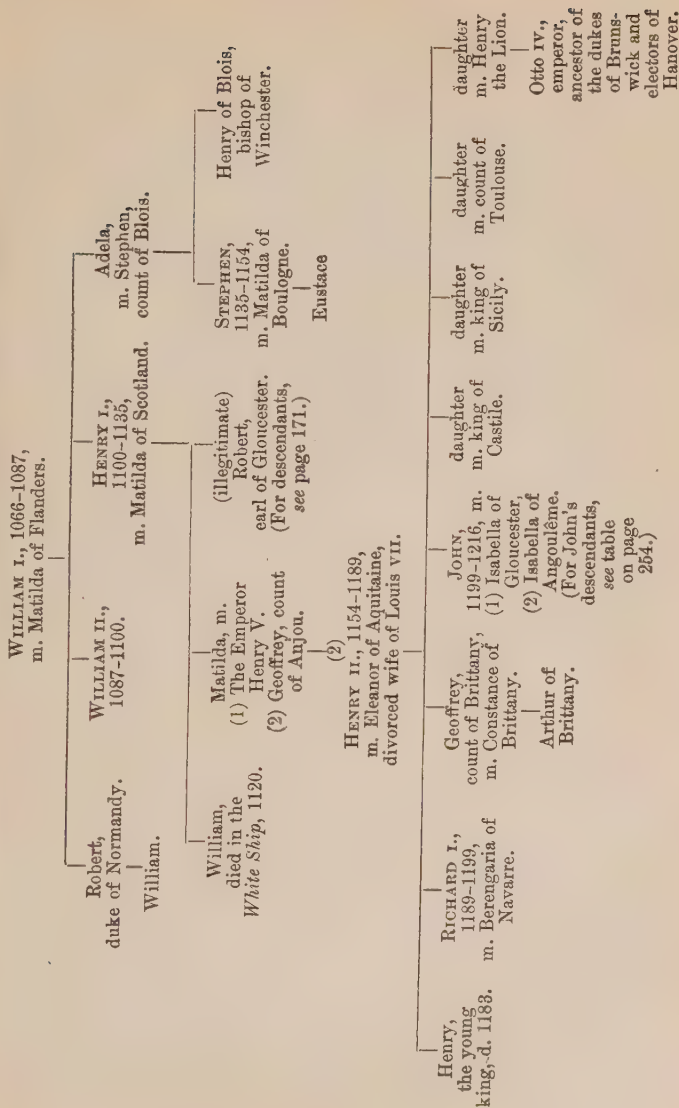 WILLIAM I., 1066–1087,
m. Matilda of Flanders.
Robert,
duke of Normandy.
William.
WILLIAM II.,
1087–1100.
HENRY I.,
1100–1135,
m. Matilda of Scotland.
Adela,
m. Stephen,
count of Blois.
William,
died in the
White Ship, 1120.
Matilda, m.
(1) The Emperor
Henry V.
(2) Geoffrey, count
of Anjou.
(illegitimate)
Robert,
earl of Gloucester.
(For descendants,
see page 171.)
STEPHEN,
1135–1154,
m. Matilda of
Boulogne.
Eustace
Henry of Blois,
bishop of
Winchester.
(2)
HENRY II., 1154–1189,
m. Eleanor of Aquitaine,
divorced wife of Louis VII.
Henry,
the young
king, d. 1183.
RICHARD I.,
1189–1199,
m. Berengaria of
Navarre.
Geoffrey,
count of Brittany,
m. Constance of
Brittany.
Arthur of
Brittany.
JOHN,
1199–1216, m.
(1) Isabella of
Gloucester,
(2) Isabella of
Angoulême.
(For John's
descendants,
see table
on page
254.)
daughter
m. king of
Castile.
daughter
m. king of
Sicily.
daughter
m. count of
Toulouse.
daughter
m. Henry
the Lion.
Otto IV.,
emperor,
ancestor of
the dukes
of Bruns-
wick and
electors of
Hanover.